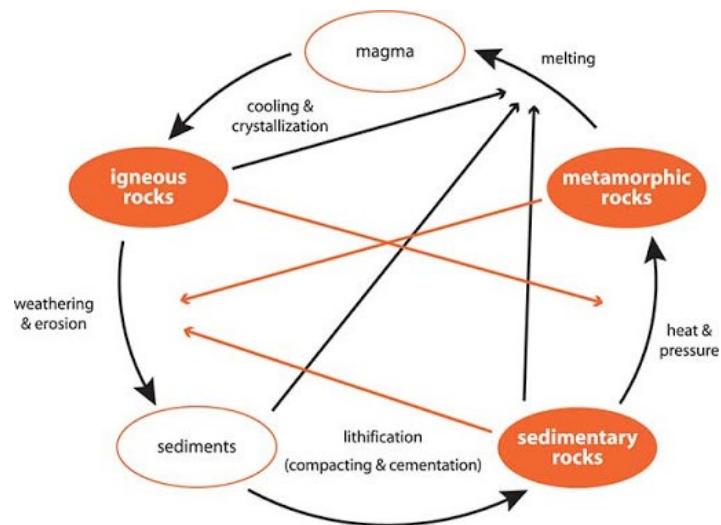 magma
melting
cooling &
crystallization
igneous
rocks
metamorphic
rocks
weathering
& erosion
heat &
pressure
sediments
lithification
(compacting & cementation)
sedimentary
rocks